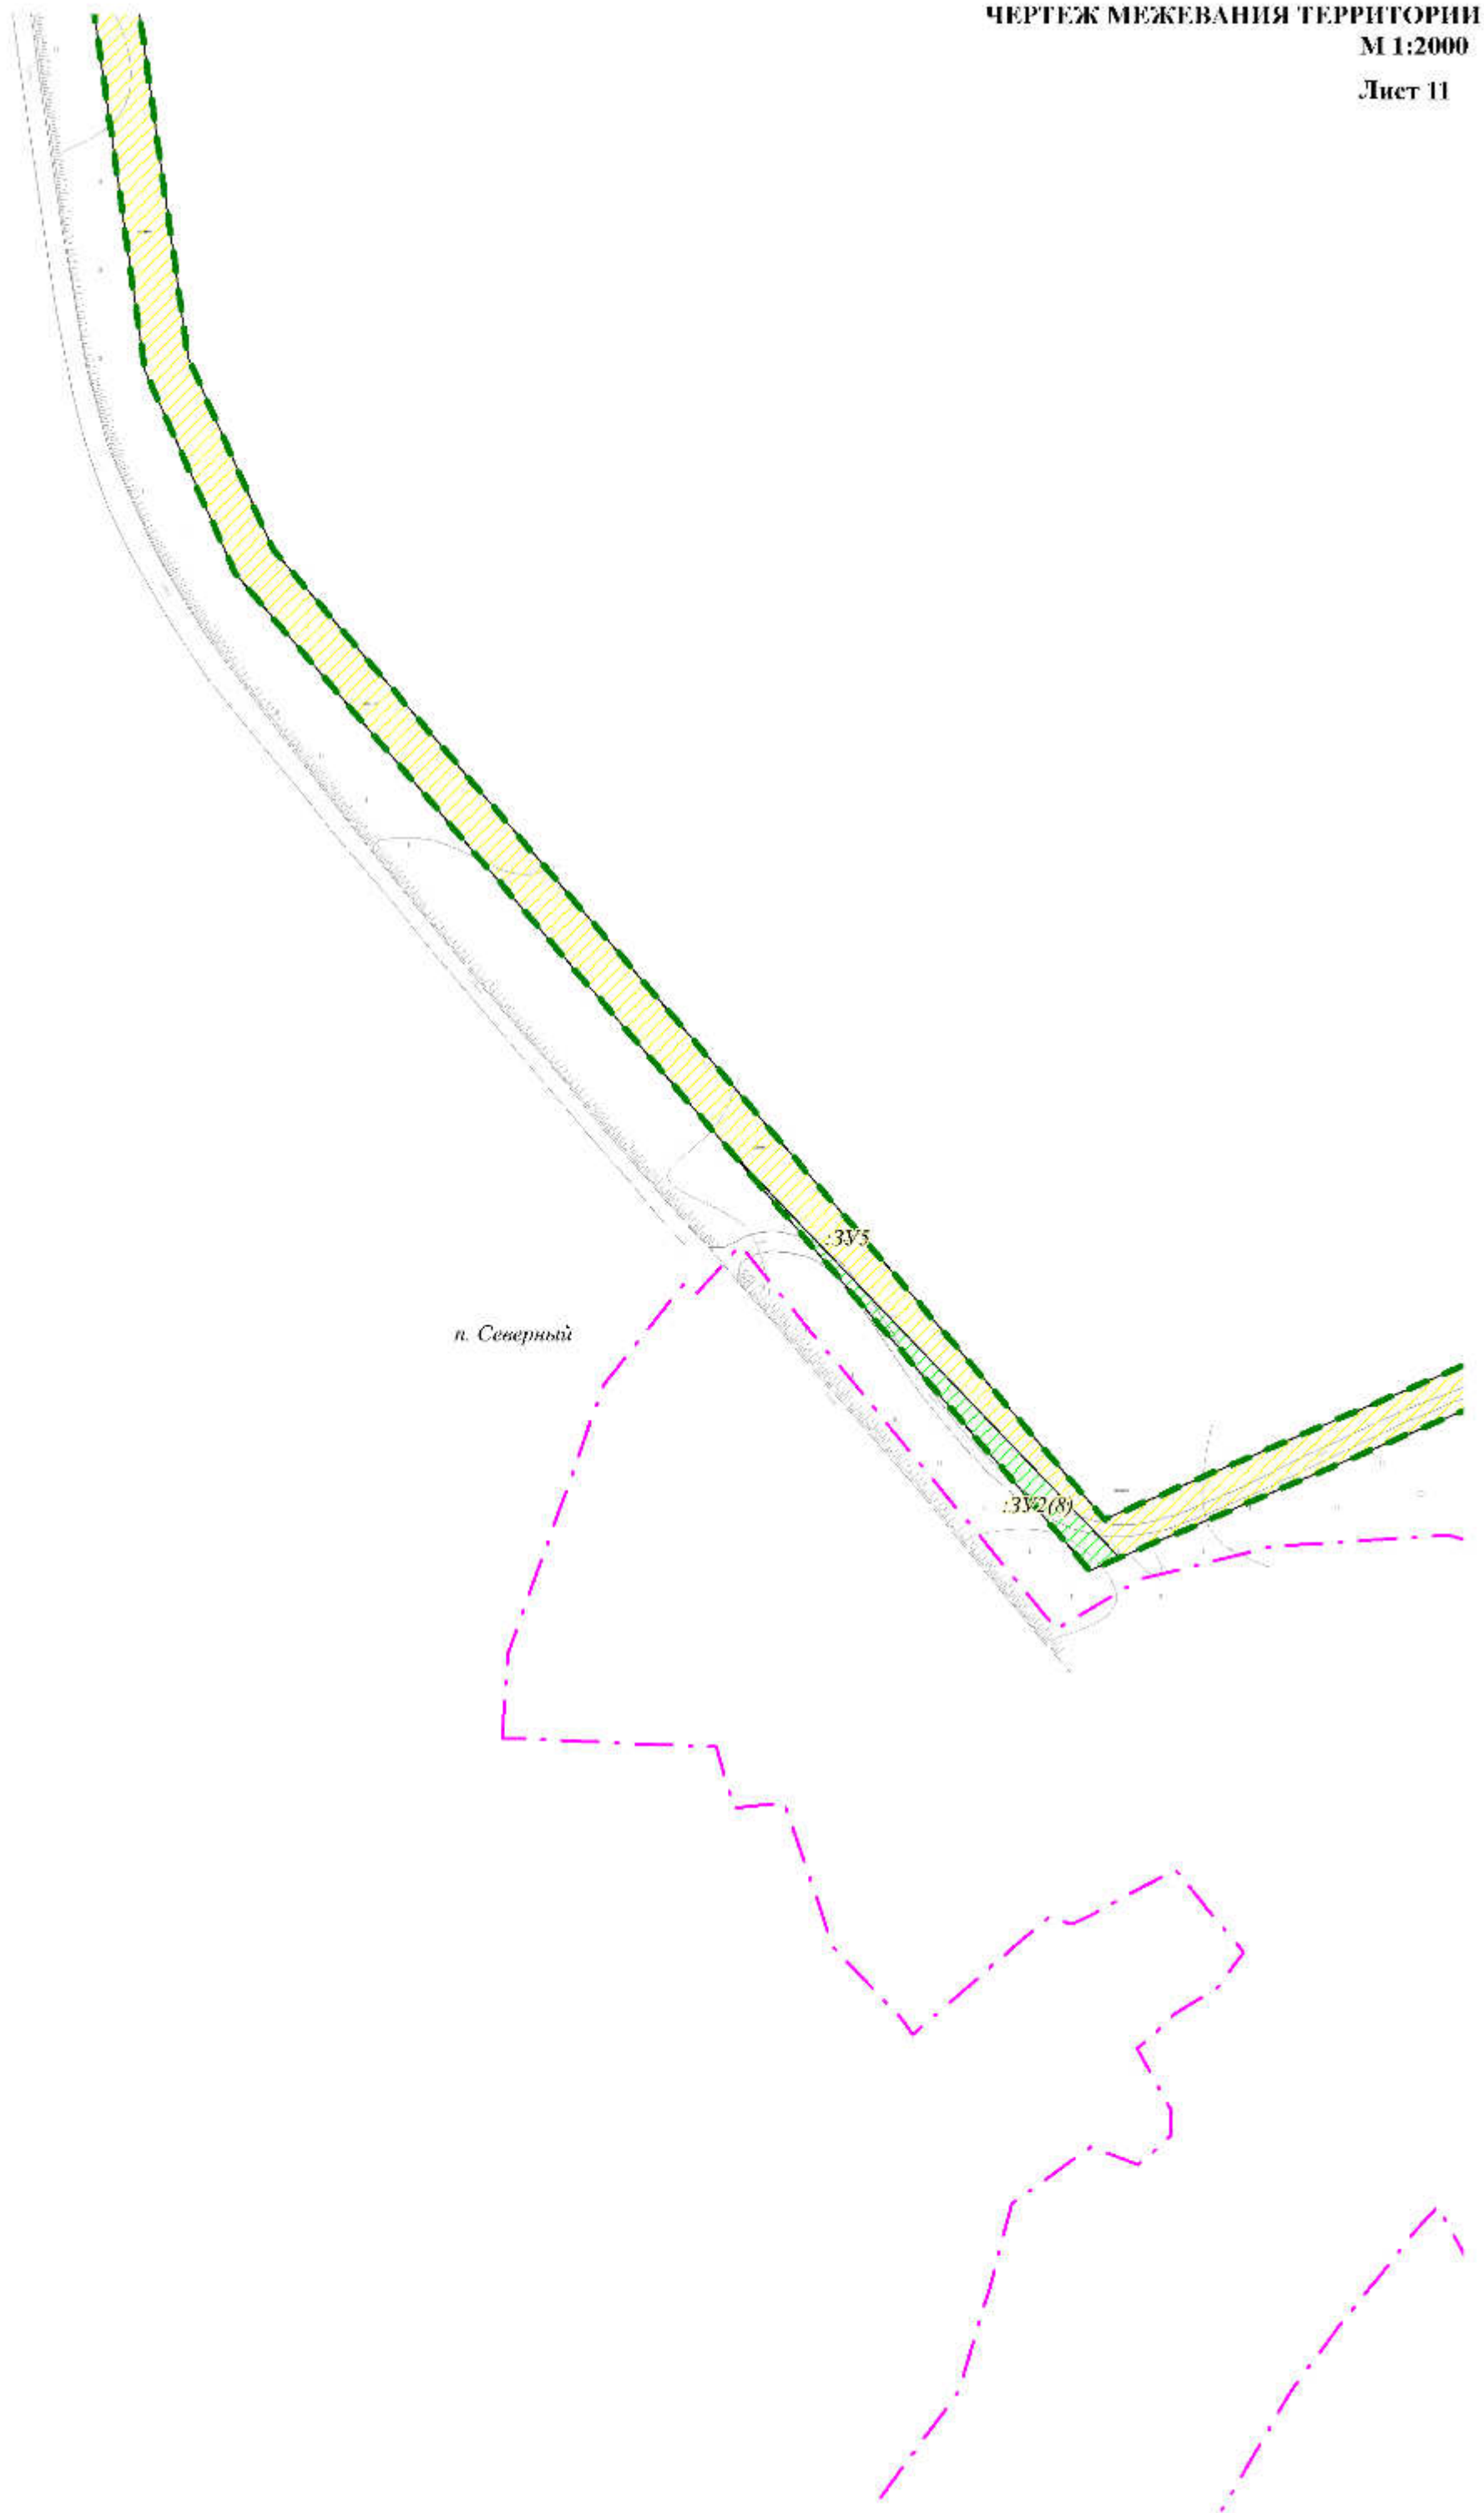 ЧЕРТЕЖ МЕЖЕВАНИЯ ТЕРРИТОРИИ
М 1:2000
Лист 11
:ЗУ5
п. Северный
:ЗУ2(8)